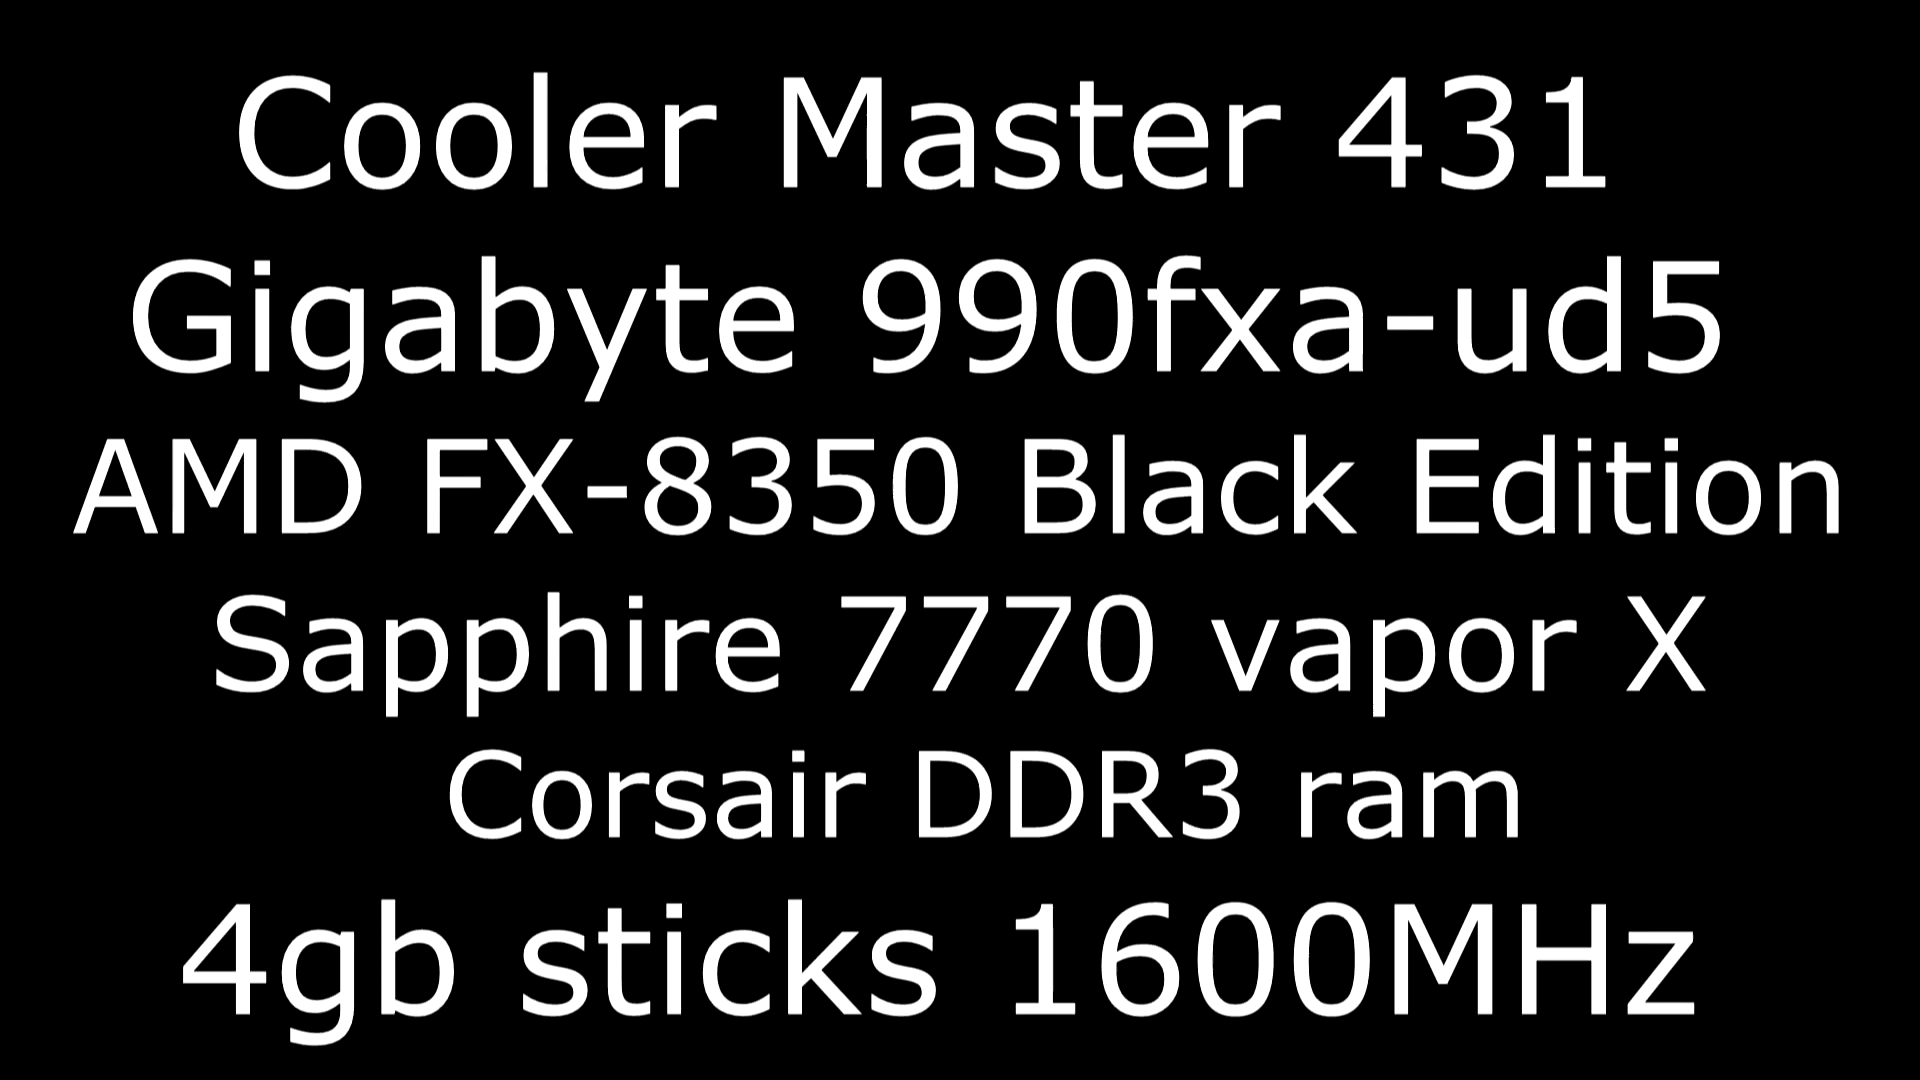 Cooler Master 431
Gigabyte 990fxa-ud5
AMD FX-8350 Black Edition
Sapphire 7770 vapor X
Corsair DDR3 ram
4gb sticks 1600MHz